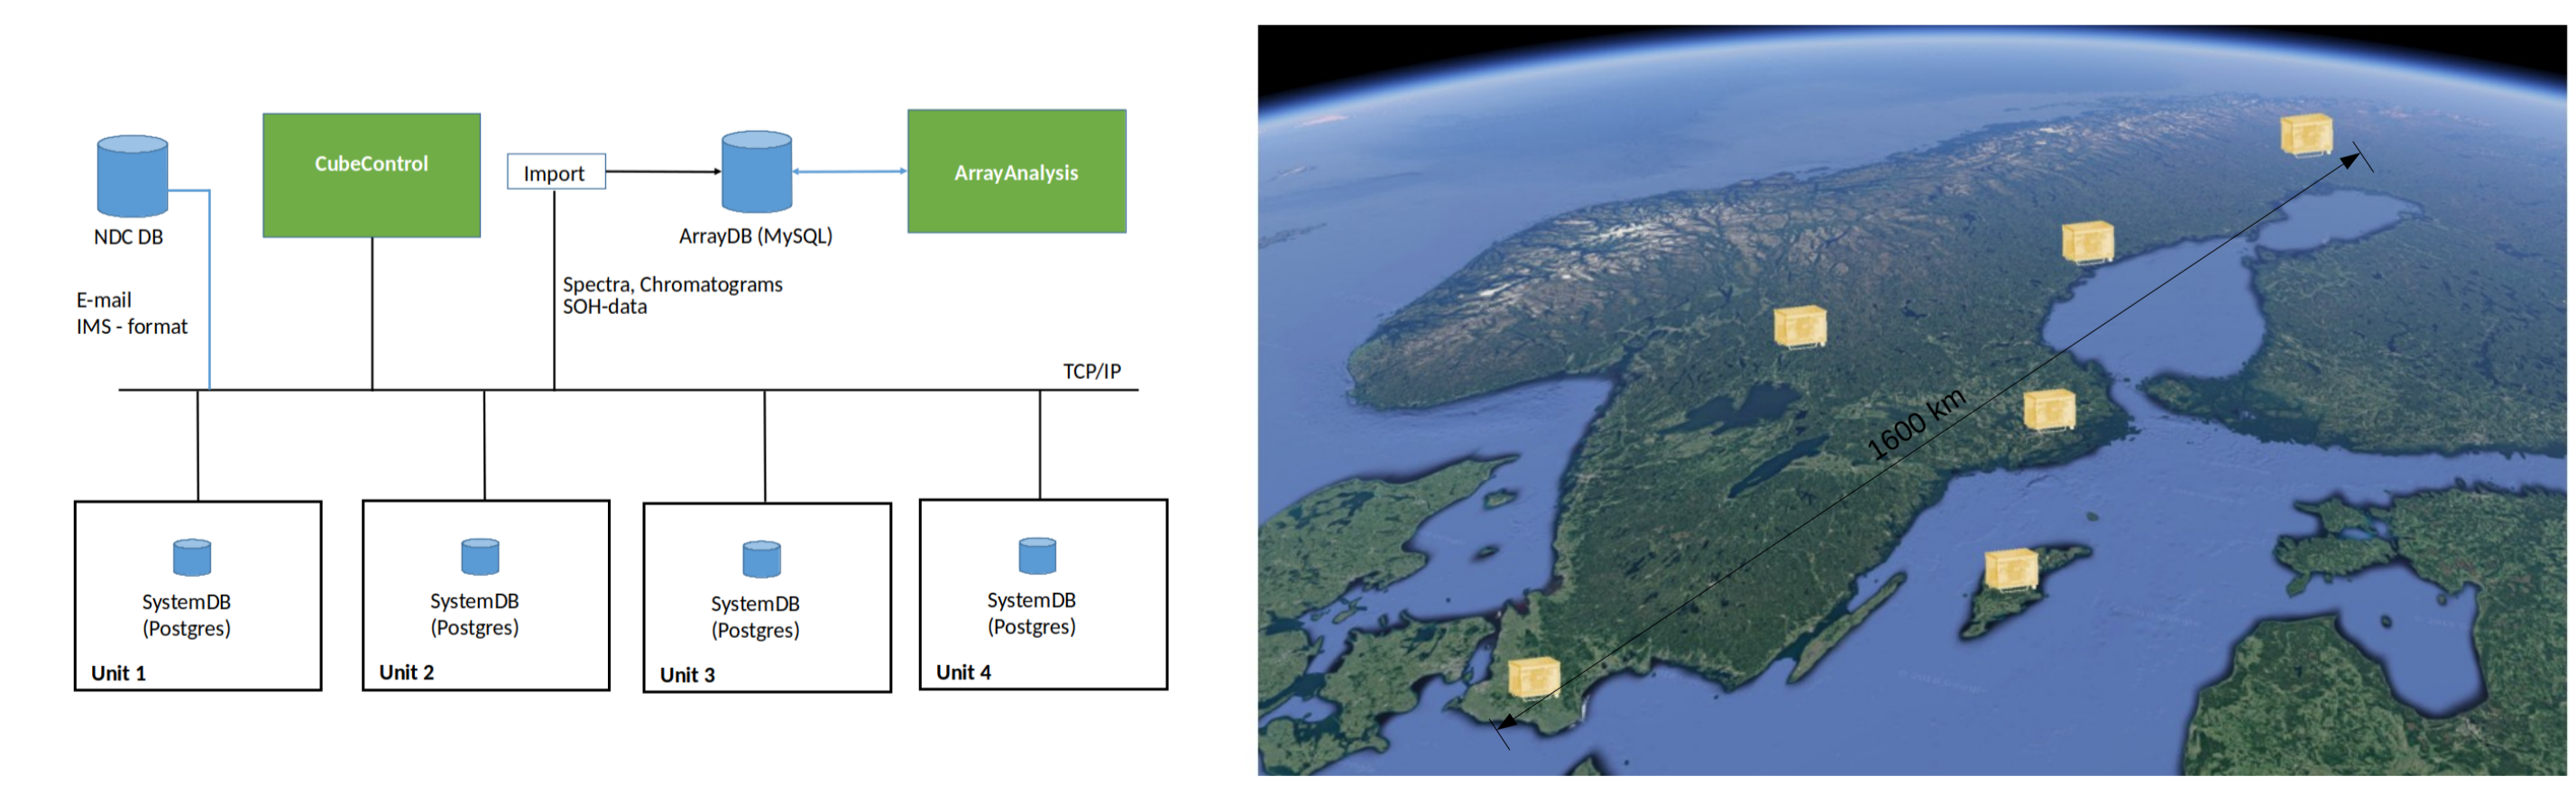 CubeControl
Import
ArrayAnalysis
NDC DB
ArrayDB (MySQL)
E-mail
IMS - format
Spectra, Chromatograms
SOH-data
TCP/IP
SystemDB
(Postgres)
Unit 1
SystemDB
(Postgres)
Unit 2
SystemDB
(Postgres)
Unit 3
SystemDB
(Postgres)
Unit 4
1600 km